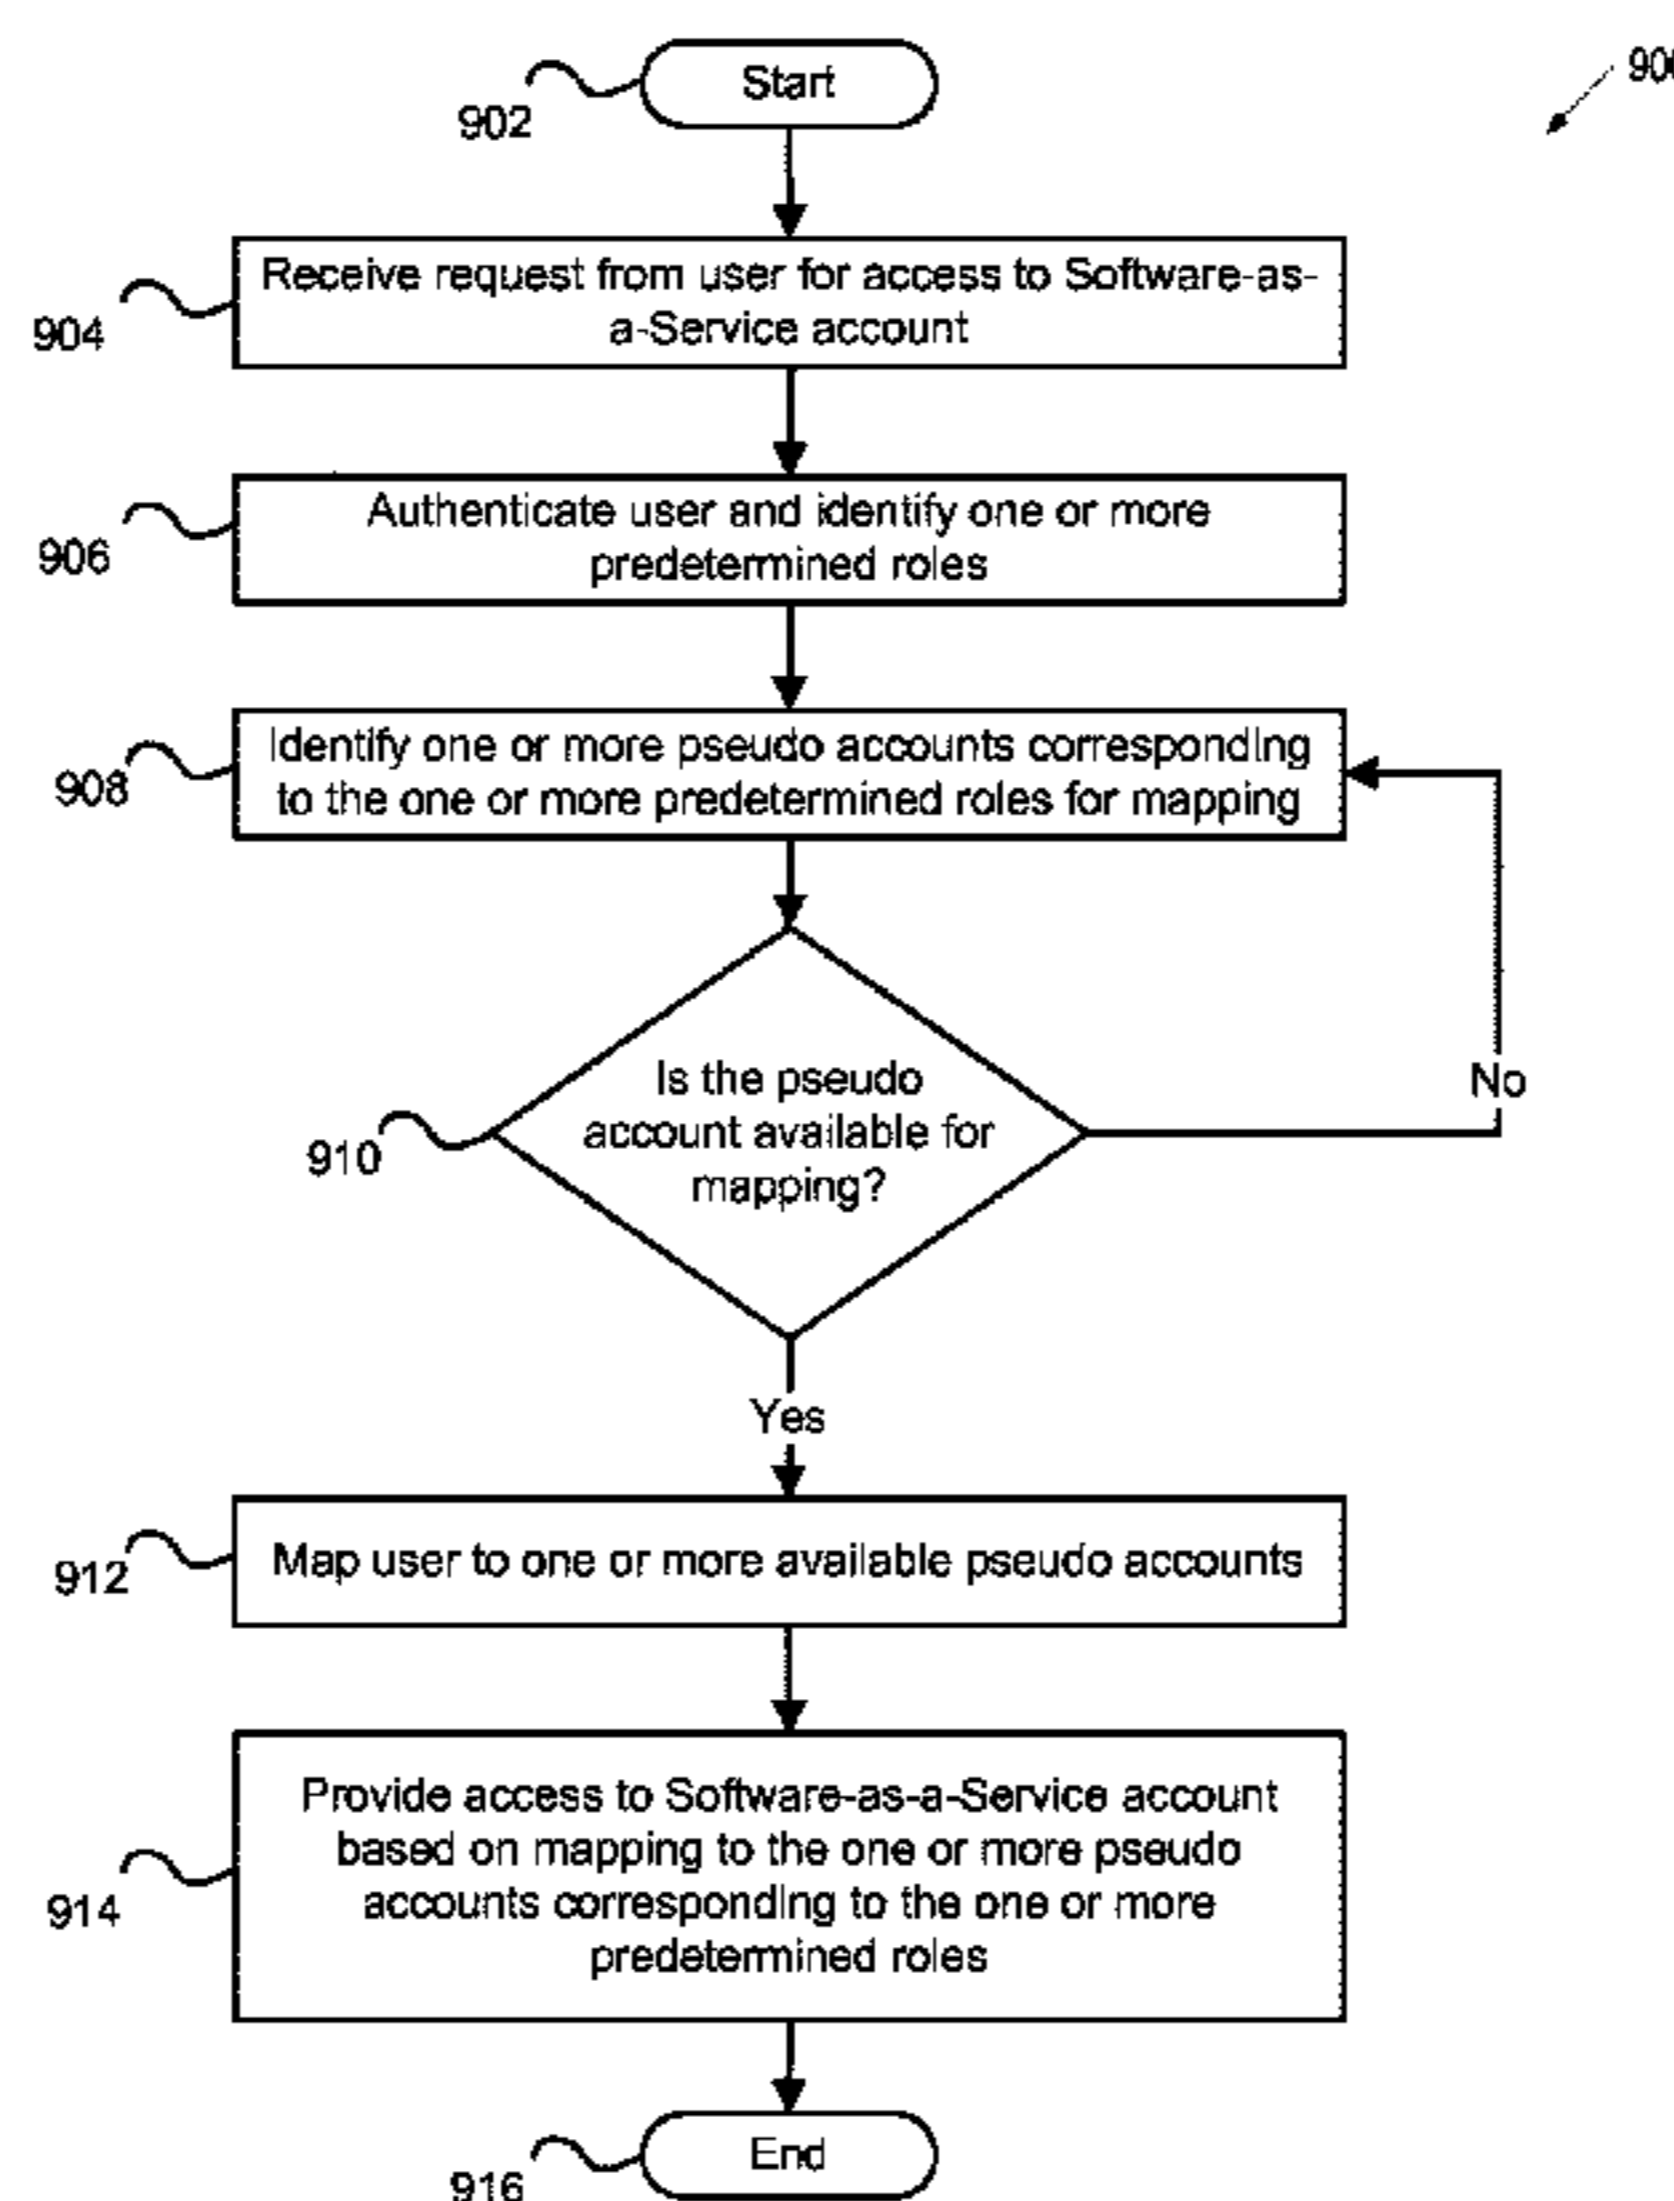 Start
900
902
Receive request from user for access to Software-as-
a-Service account
904
Authenticate user and identify one or more
predetermined roles
906
Identify one or more pseudo accounts corresponding
to the one or more predetermined roles for mapping
908
Is the pseudo
account available for
mapping?
No
910
Yes
Map user to one or more available pseudo accounts
912
Provide access to Software-as-a-Service account
based on mapping to the one or more pseudo
accounts corresponding to the one or more
predetermined roles
914
End
916